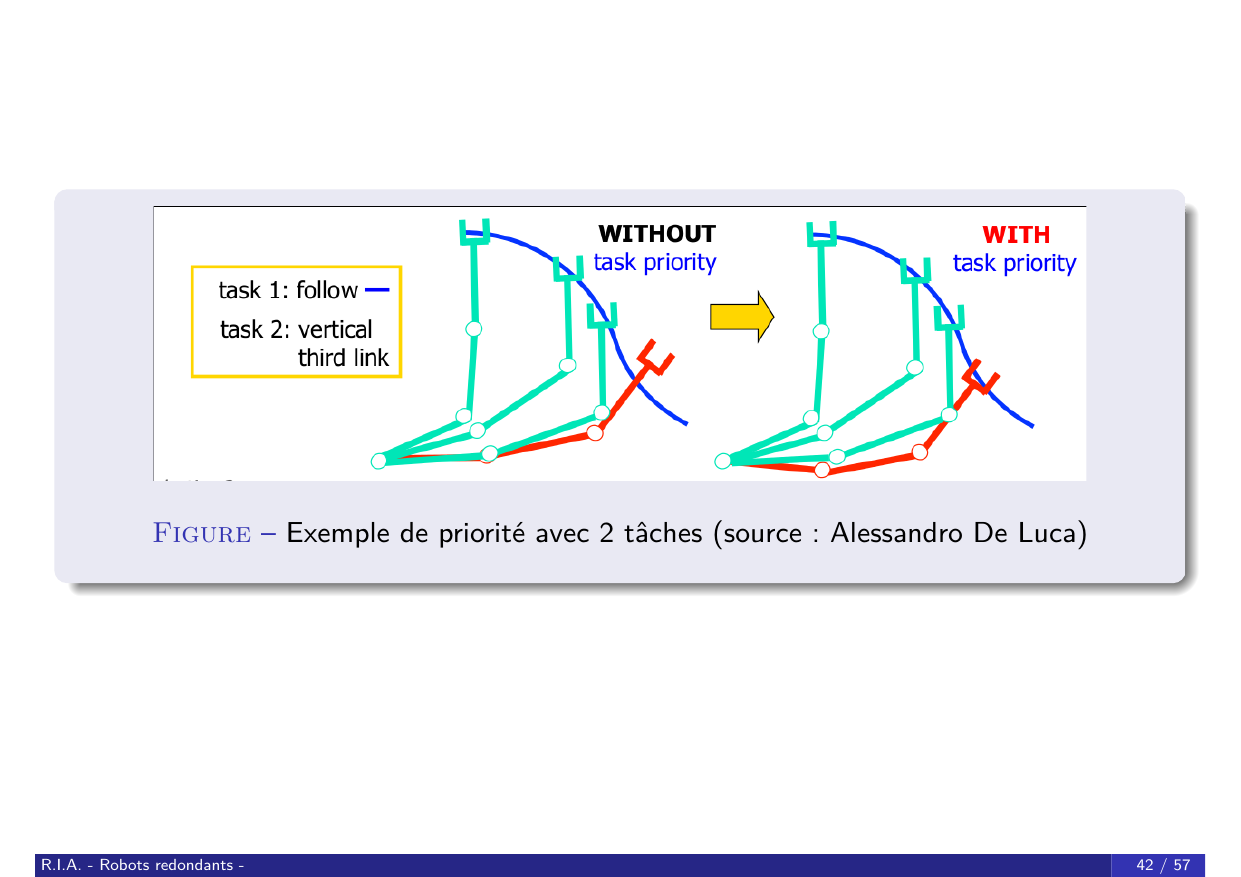 WITHOUT
task priority
WITH
task priority
task 1: follow
task 2: vertical
third link
FIGURE – Exemple de priorité avec 2 tâches (source : Alessandro De Luca)
R.I.A. - Robots redondants -
42 / 57